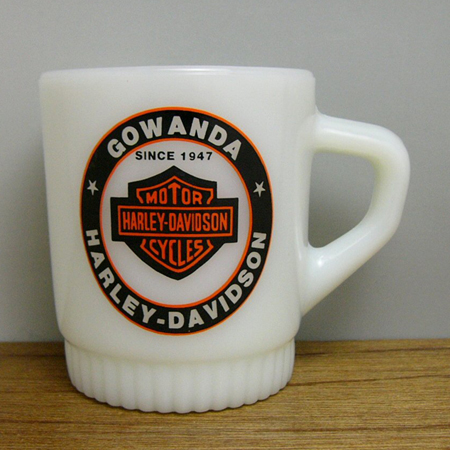 GOWANDA
SINCE 1947
MOTOR
HARLEY-DAVIDSON
CYCLES
HARLEY-DAVIDSON